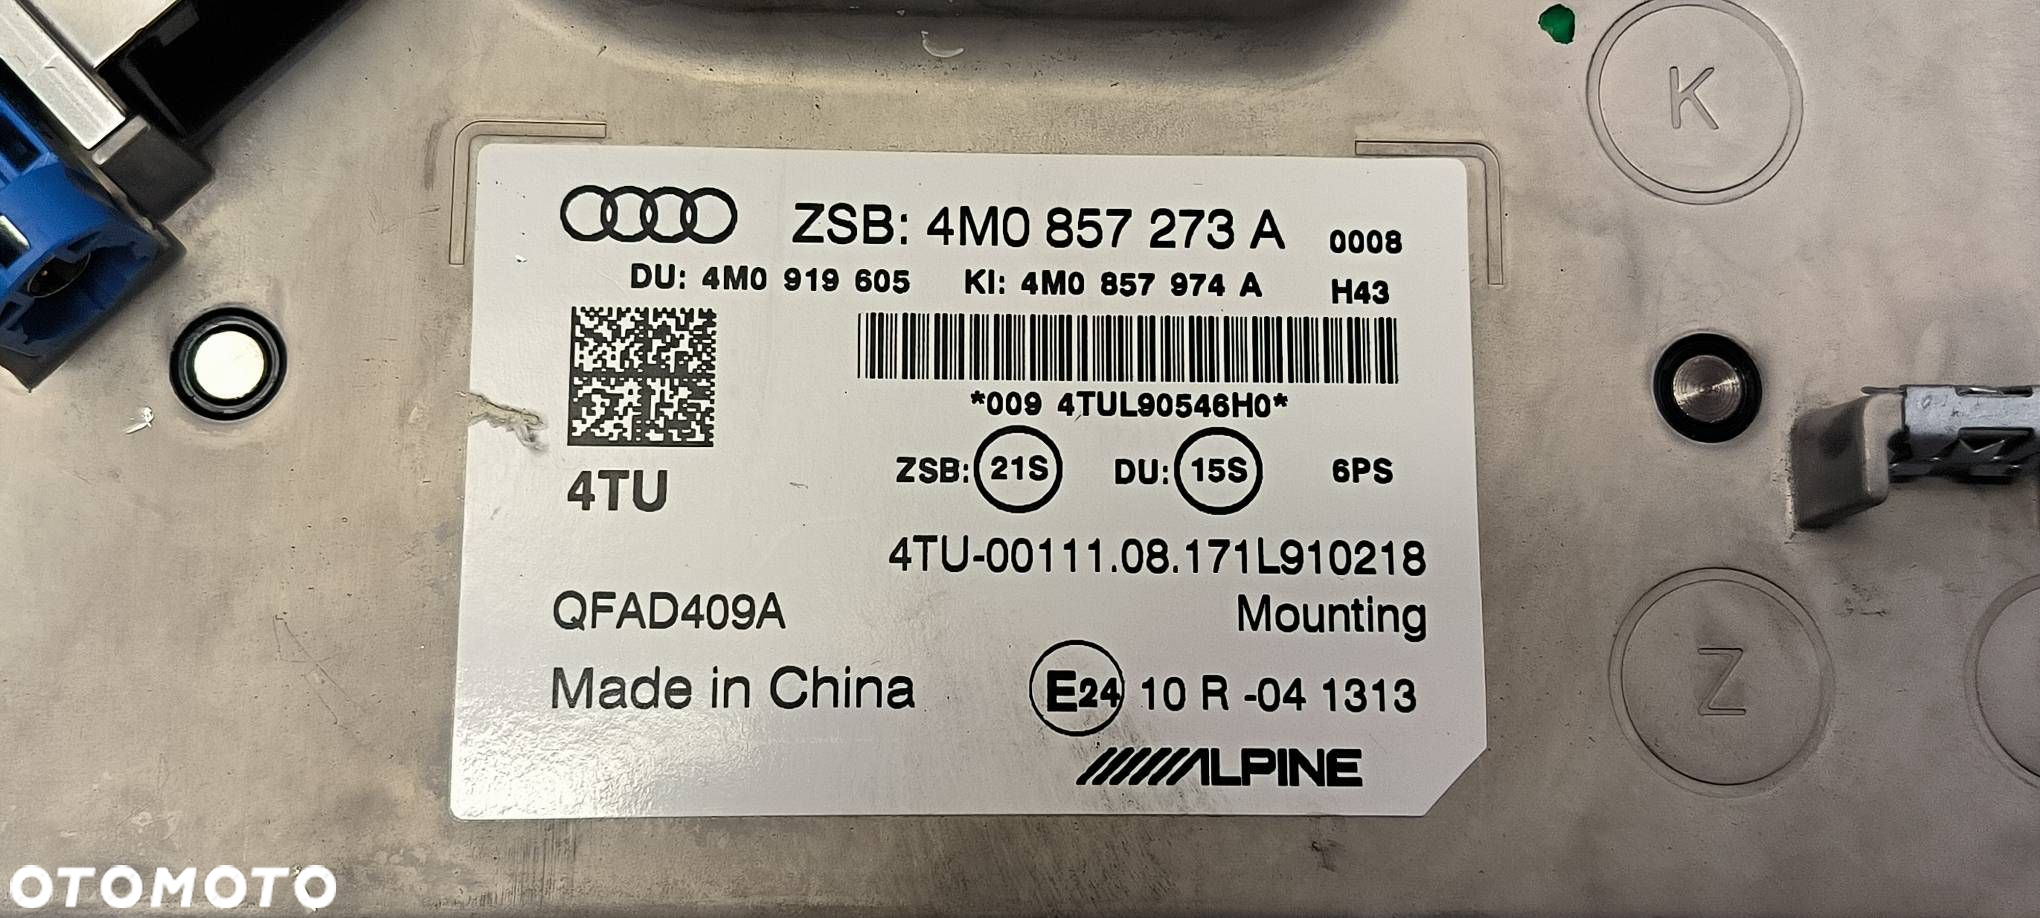 K
ZSB: 4M0 857 273 A 0008
DU: 4M0 919 605 KI: 4M0 857 974 A H43
*009 4TUL90546H0*
ZSB: 21S DU: 15S 6PS
4TU
4TU-00111.08.171L910218
QFAD409A Mounting
Made in China E24 10 R -04 1313
ALPINE
Z
OTOMOTO